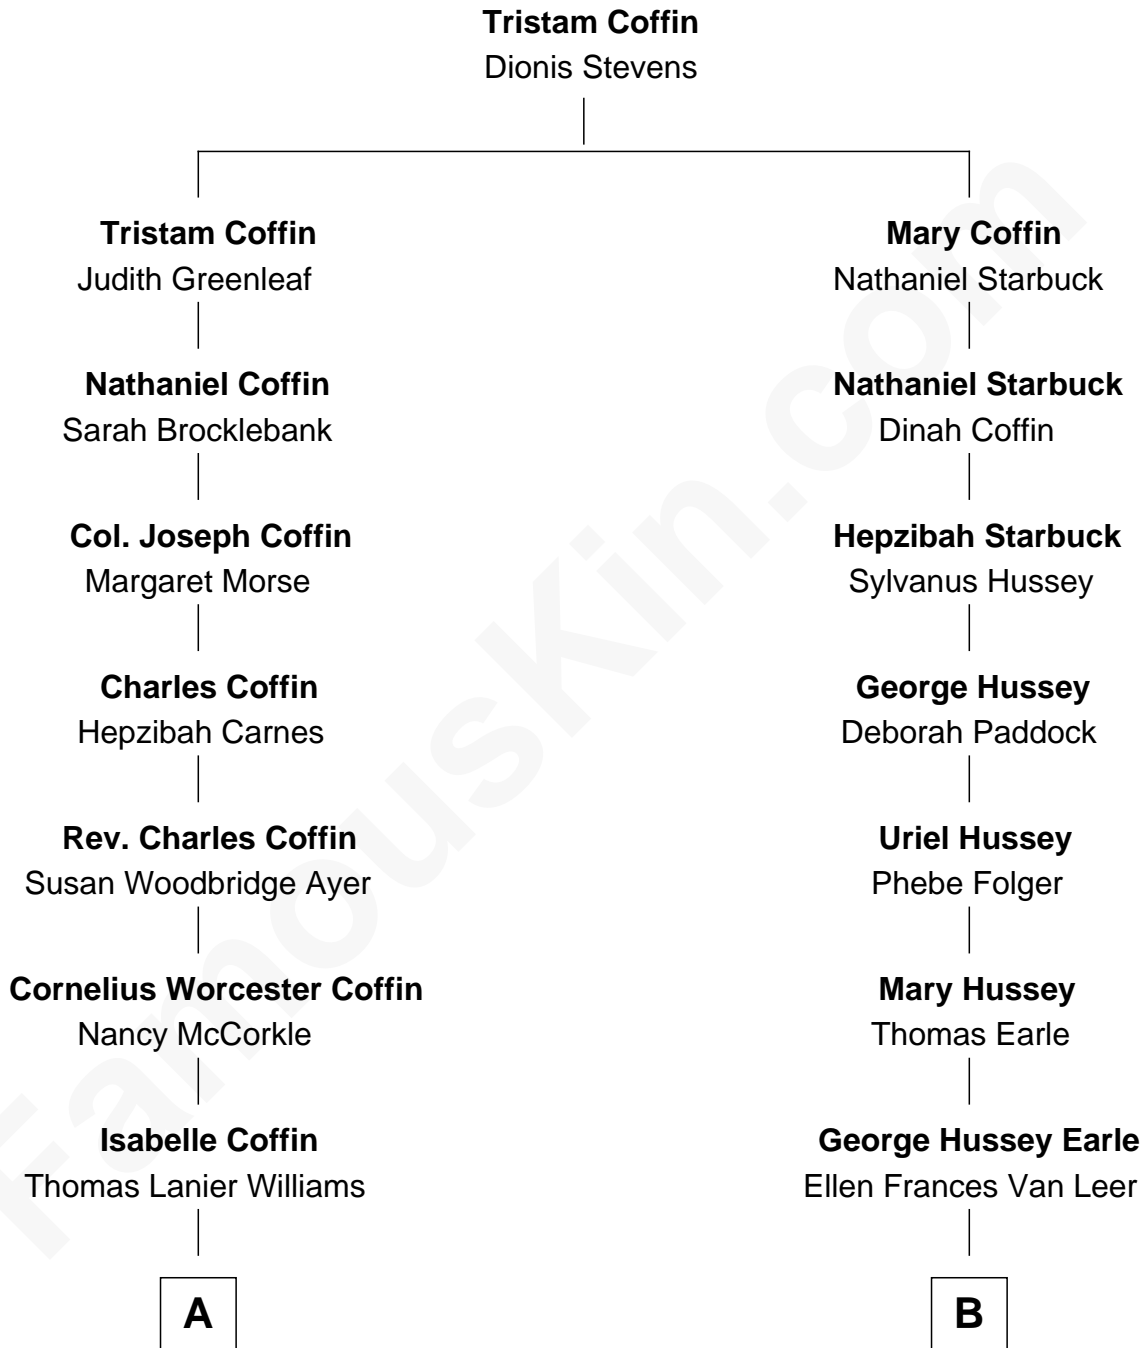 Tristam Coffin
Dionis Stevens
Tristam Coffin
Judith Greenleaf
Mary Coffin
Nathaniel Starbuck
Nathaniel Coffin
Sarah Brocklebank
Nathaniel Starbuck
Dinah Coffin
Col. Joseph Coffin
Margaret Morse
Hepzibah Starbuck
Sylvanus Hussey
Charles Coffin
Hepzibah Carnes
George Hussey
Deborah Paddock
Rev. Charles Coffin
Susan Woodbridge Ayer
Uriel Hussey
Phebe Folger
Cornelius Worcester Coffin
Nancy McCorkle
Mary Hussey
Thomas Earle
Isabelle Coffin
Thomas Lanier Williams
George Hussey Earle
Ellen Frances Van Leer
A
B
FamousKin.com